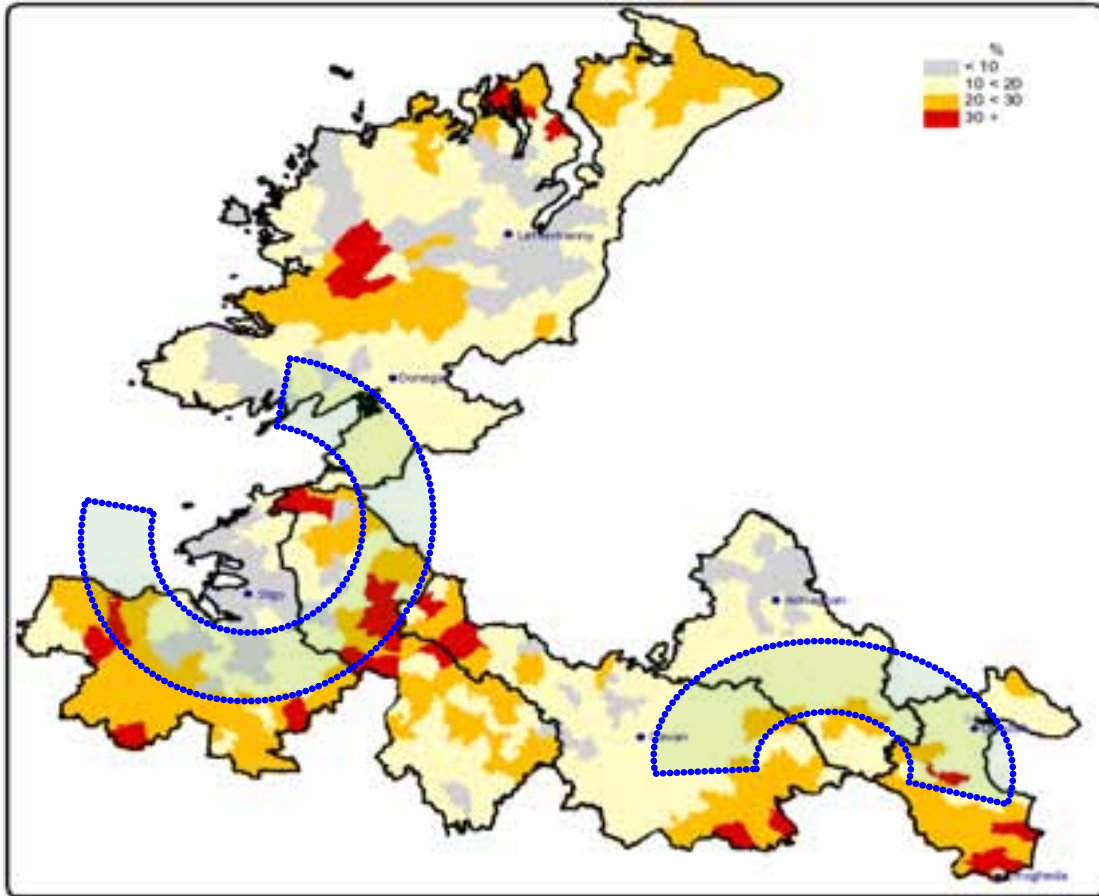 %
< 10
10 < 20
20 < 30
30 +
Letterkenny
Donegal
Sligo
Monaghan
Cavan
Drogheda